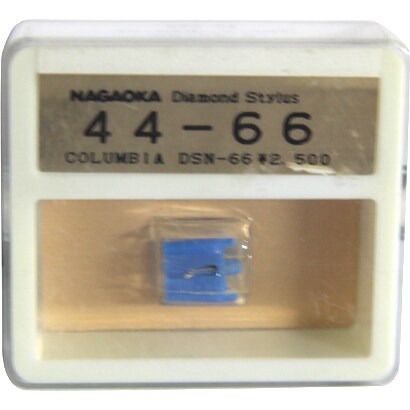 NAGAOKA Diamond Stylus
44-66
COLUMBIA DSN-66 ¥2,500